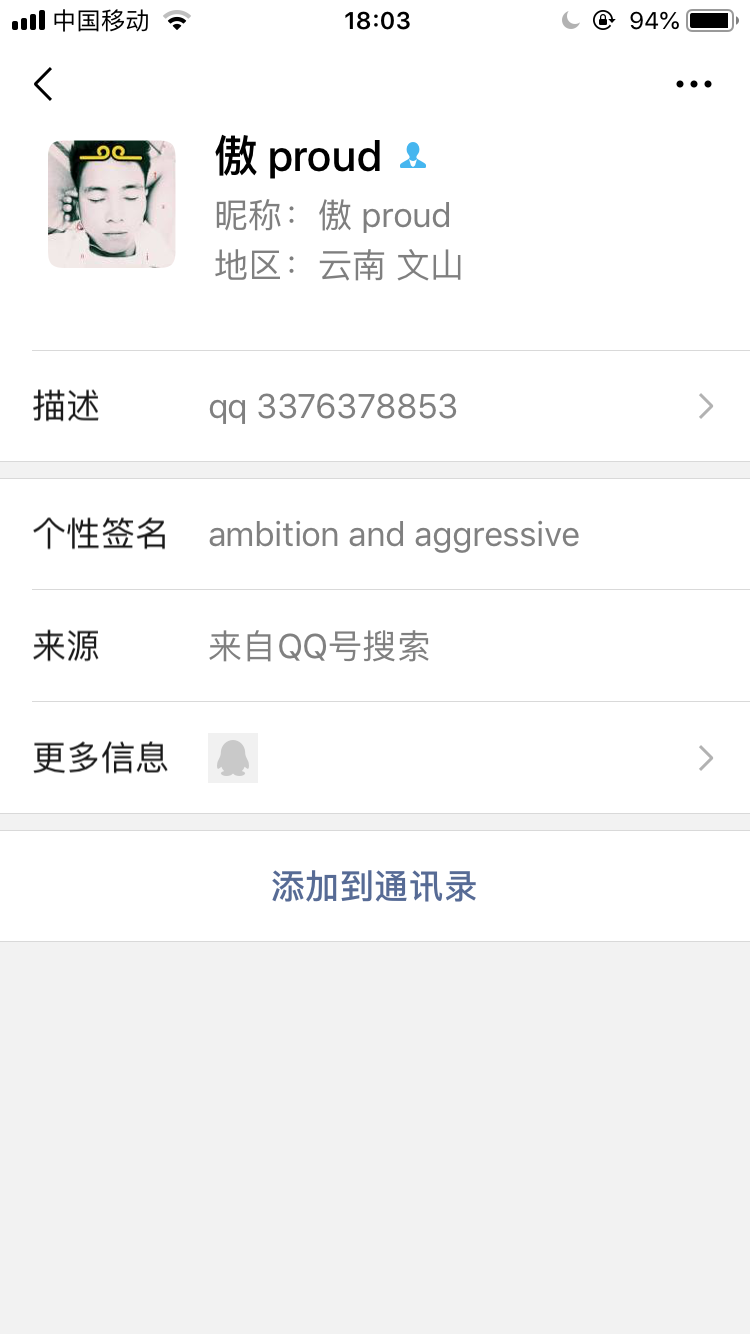 中国移动 18:03 94%
傲 proud
昵称：傲 proud
地区：云南 文山
描述 qq 3376378853
个性签名 ambition and aggressive
来源 来自QQ号搜索
更多信息
添加到通讯录